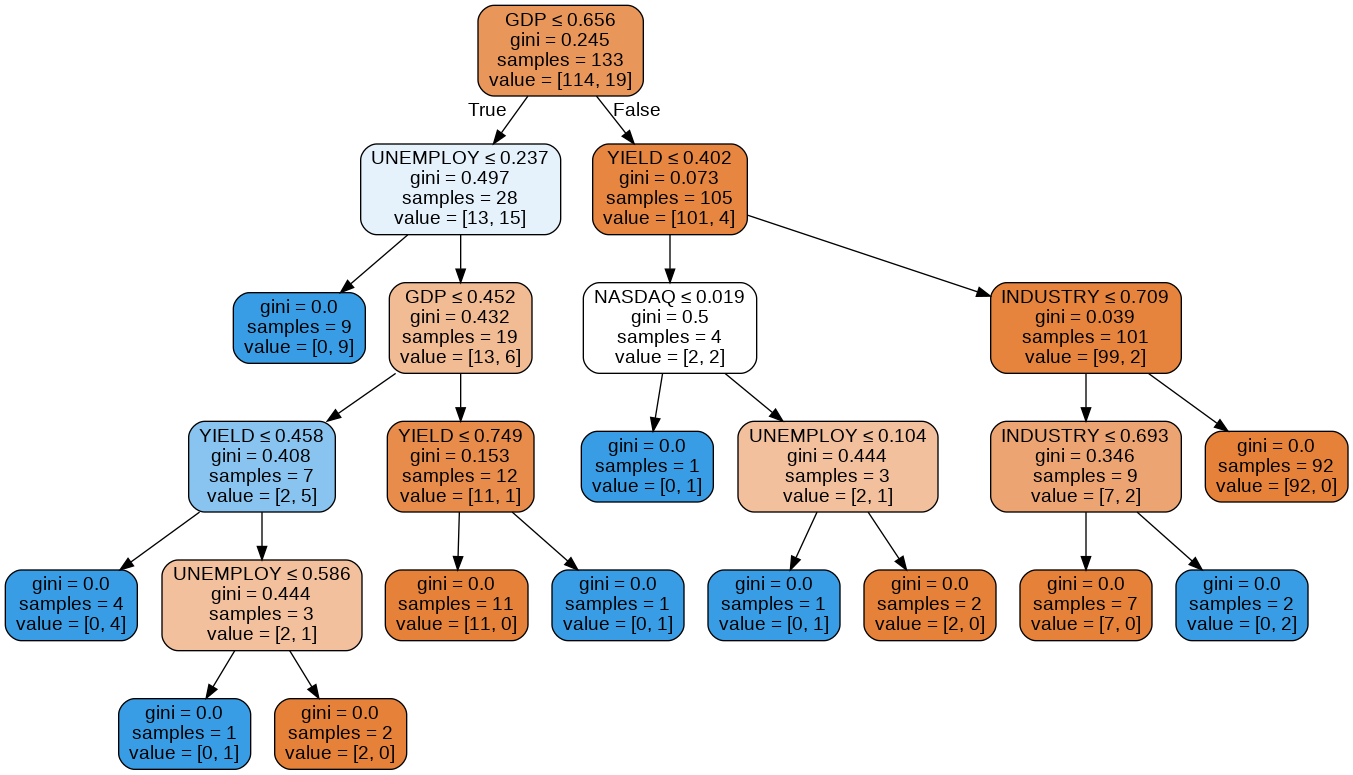 GDP ≤ 0.656
gini = 0.245
samples = 133
value = [114, 19]
True
False
UNEMPLOY ≤ 0.237
gini = 0.497
samples = 28
value = [13, 15]
YIELD ≤ 0.402
gini = 0.073
samples = 105
value = [101, 4]
gini = 0.0
samples = 9
value = [0, 9]
GDP ≤ 0.452
gini = 0.432
samples = 19
value = [13, 6]
NASDAQ ≤ 0.019
gini = 0.5
samples = 4
value = [2, 2]
INDUSTRY ≤ 0.709
gini = 0.039
samples = 101
value = [99, 2]
YIELD ≤ 0.458
gini = 0.408
samples = 7
value = [2, 5]
YIELD ≤ 0.749
gini = 0.153
samples = 12
value = [11, 1]
gini = 0.0
samples = 1
value = [0, 1]
UNEMPLOY ≤ 0.104
gini = 0.444
samples = 3
value = [2, 1]
INDUSTRY ≤ 0.693
gini = 0.346
samples = 9
value = [7, 2]
gini = 0.0
samples = 92
value = [92, 0]
gini = 0.0
samples = 4
value = [0, 4]
UNEMPLOY ≤ 0.586
gini = 0.444
samples = 3
value = [2, 1]
gini = 0.0
samples = 11
value = [11, 0]
gini = 0.0
samples = 1
value = [0, 1]
gini = 0.0
samples = 1
value = [0, 1]
gini = 0.0
samples = 2
value = [2, 0]
gini = 0.0
samples = 7
value = [7, 0]
gini = 0.0
samples = 2
value = [0, 2]
gini = 0.0
samples = 1
value = [0, 1]
gini = 0.0
samples = 2
value = [2, 0]